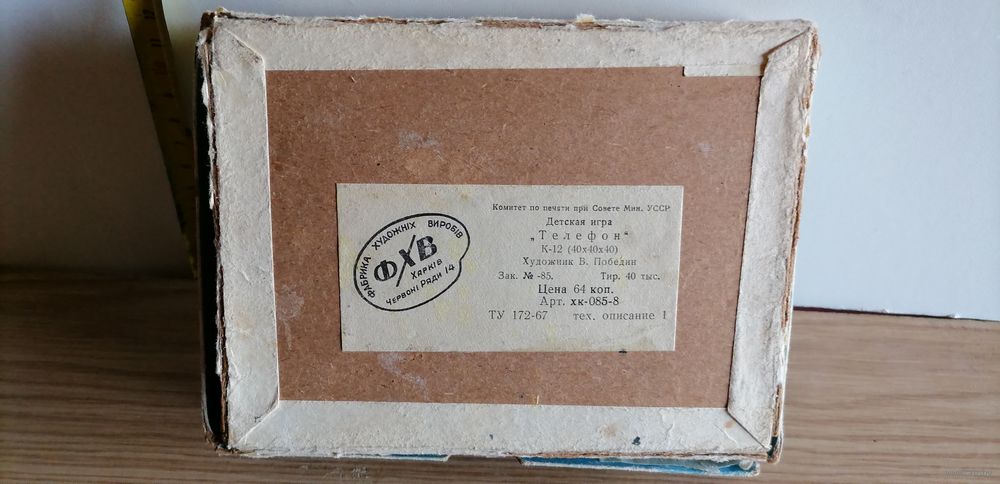 ФАБРИКА ХУДОЖНІХ ВИРОБІВ
ФХВ
ХАРКІВ
ЧЕРВОНІ РЯДИ 14
Комитет по печати при Совете Мин. УССР
Детская игра
„Телефон“
К-12 (40х40х40)
Художник В. Победин
Зак. № -85. Тир. 40 тыс.
Цена 64 коп.
Арт. хк-085-8
ТУ 172-67 тех. описание 1